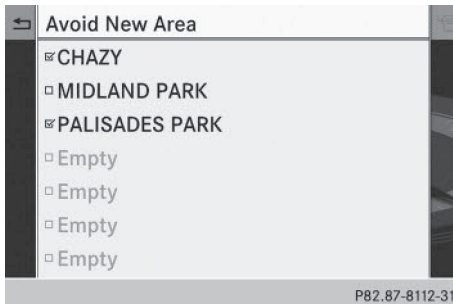 Avoid New Area
CHAZY
MIDLAND PARK
PALISADES PARK
Empty
Empty
Empty
Empty
P82.87-8112-31